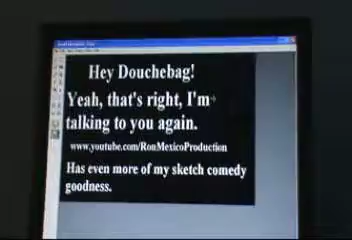 Hey Douchebag!
Yeah, that's right, I'm
talking to you again.
www.youtube.com/RonMexicoProduction
Has even more of my sketch comedy
goodness.